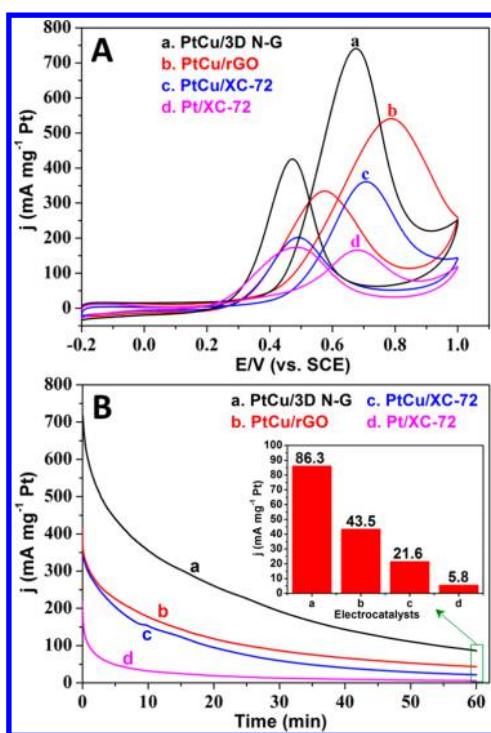 A
a. PtCu/3D N-G
b. PtCu/rGO
c. PtCu/XC-72
d. Pt/XC-72
a
b
c
d
800
700
600
500
400
300
200
100
0
j (mA mg⁻¹ Pt)
-0.2 0.0 0.2 0.4 0.6 0.8 1.0
E/V (vs. SCE)
B
a. PtCu/3D N-G c. PtCu/XC-72
b. PtCu/rGO d. Pt/XC-72
800
700
600
500
400
300
200
100
0
j (mA mg⁻¹ Pt)
a
b
c
d
100
90
80
70
60
50
40
30
20
10
0
j (mA mg⁻¹ Pt)
86.3
43.5
21.6
5.8
a b c d
Electrocatalysts
0 10 20 30 40 50 60
Time (min)